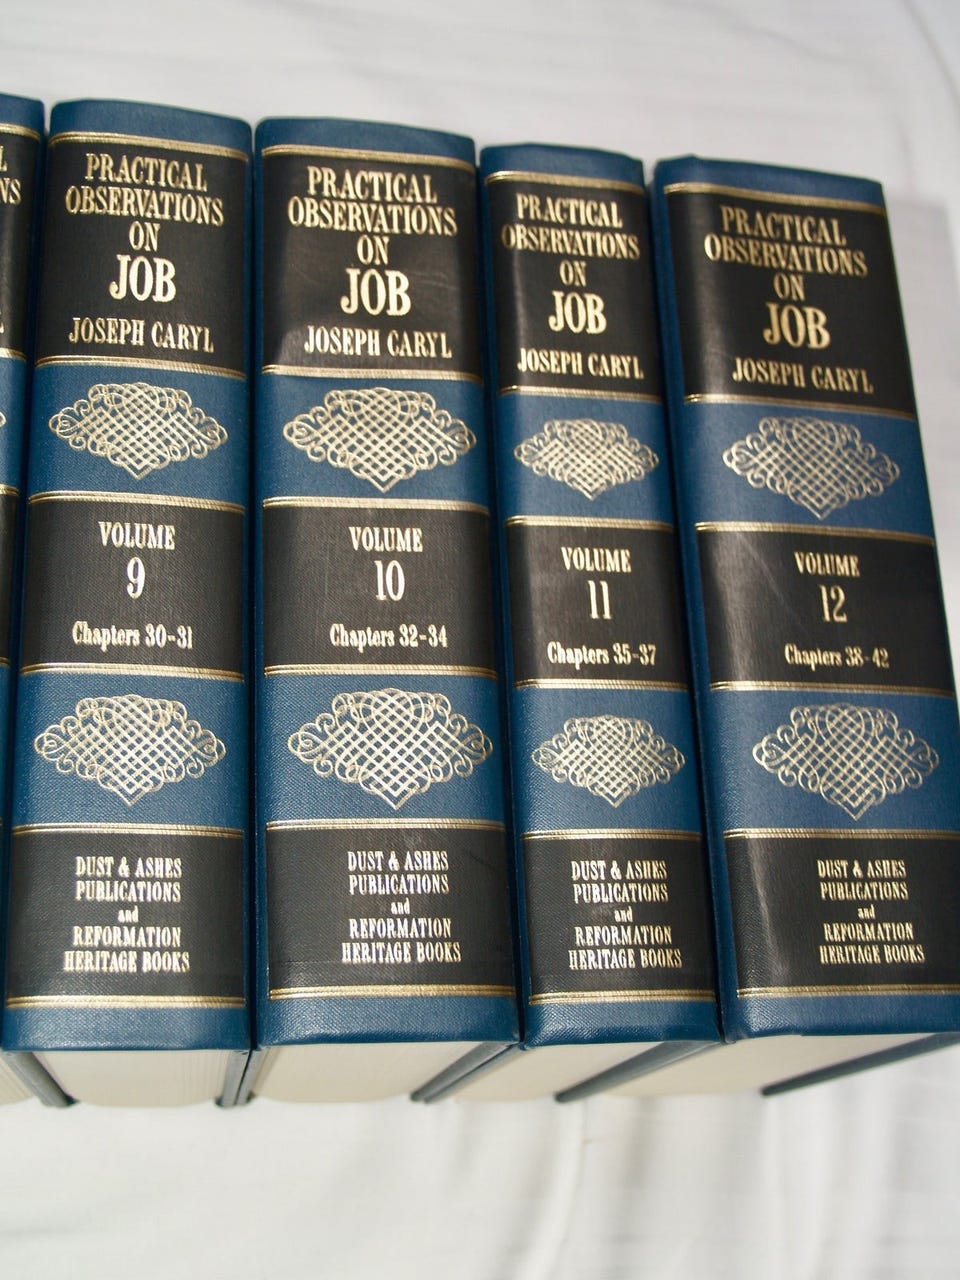 PRACTICAL
OBSERVATIONS
ON
JOB
JOSEPH CARYL
VOLUME
9
Chapters 30-31
DUST & ASHES
PUBLICATIONS
and
REFORMATION
HERITAGE BOOKS
PRACTICAL
OBSERVATIONS
ON
JOB
JOSEPH CARYL
VOLUME
10
Chapters 32-34
DUST & ASHES
PUBLICATIONS
and
REFORMATION
HERITAGE BOOKS
PRACTICAL
OBSERVATIONS
ON
JOB
JOSEPH CARYL
VOLUME
11
Chapters 35-37
DUST & ASHES
PUBLICATIONS
and
REFORMATION
HERITAGE BOOKS
PRACTICAL
OBSERVATIONS
ON
JOB
JOSEPH CARYL
VOLUME
12
Chapters 38-42
DUST & ASHES
PUBLICATIONS
and
REFORMATION
HERITAGE BOOKS